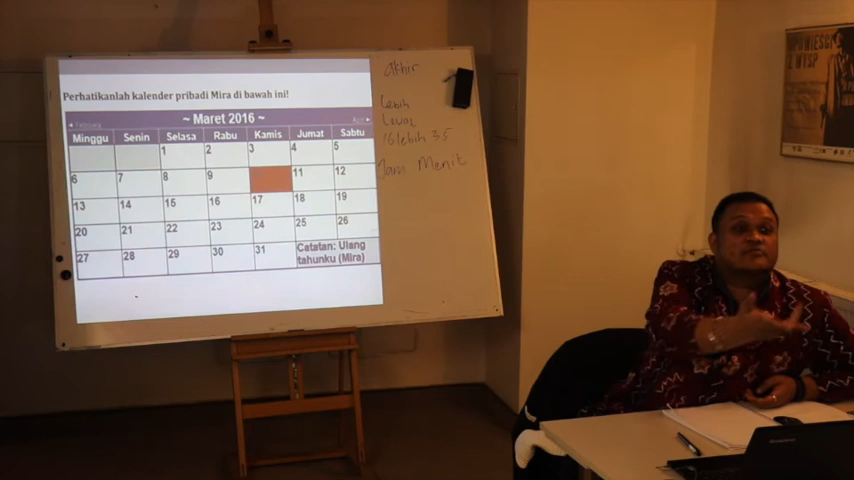 Perhatikanlah kalender pribadi Mira di bawah ini!
~ Maret 2016 ~
Minggu Senin Selasa Rabu Kamis Jumat Sabtu
1 2 3 4 5
6 7 8 9 11 12
13 14 15 16 17 18 19
20 21 22 23 24 25 26
27 28 29 30 31 Catatan: Ulang
tahunku (Mira)
akhir
Lebih
Lewat
16 lebih 35
Jam Menit
OPOWIEŚCI
Z WYSP
lenovo